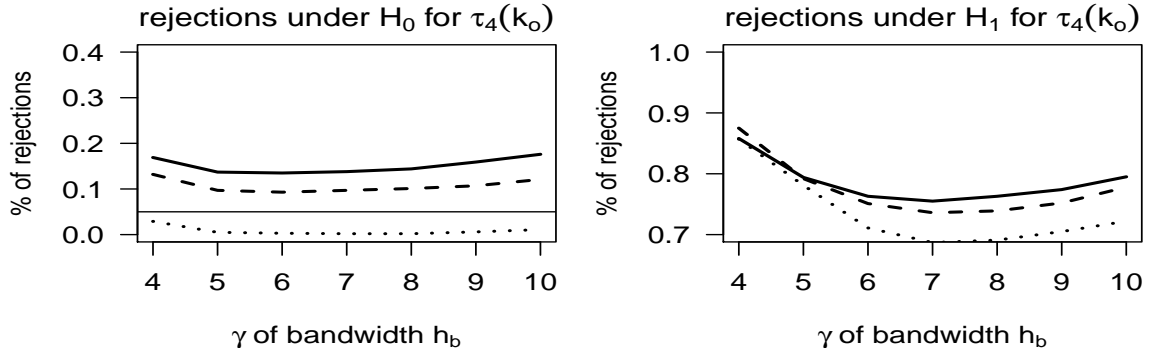 rejections under H₀ for τ₄(kₒ)
% of rejections
0.4
0.3
0.2
0.1
0.0
4 5 6 7 8 9 10
γ of bandwidth h_b
rejections under H₁ for τ₄(kₒ)
% of rejections
1.0
0.9
0.8
0.7
4 5 6 7 8 9 10
γ of bandwidth h_b